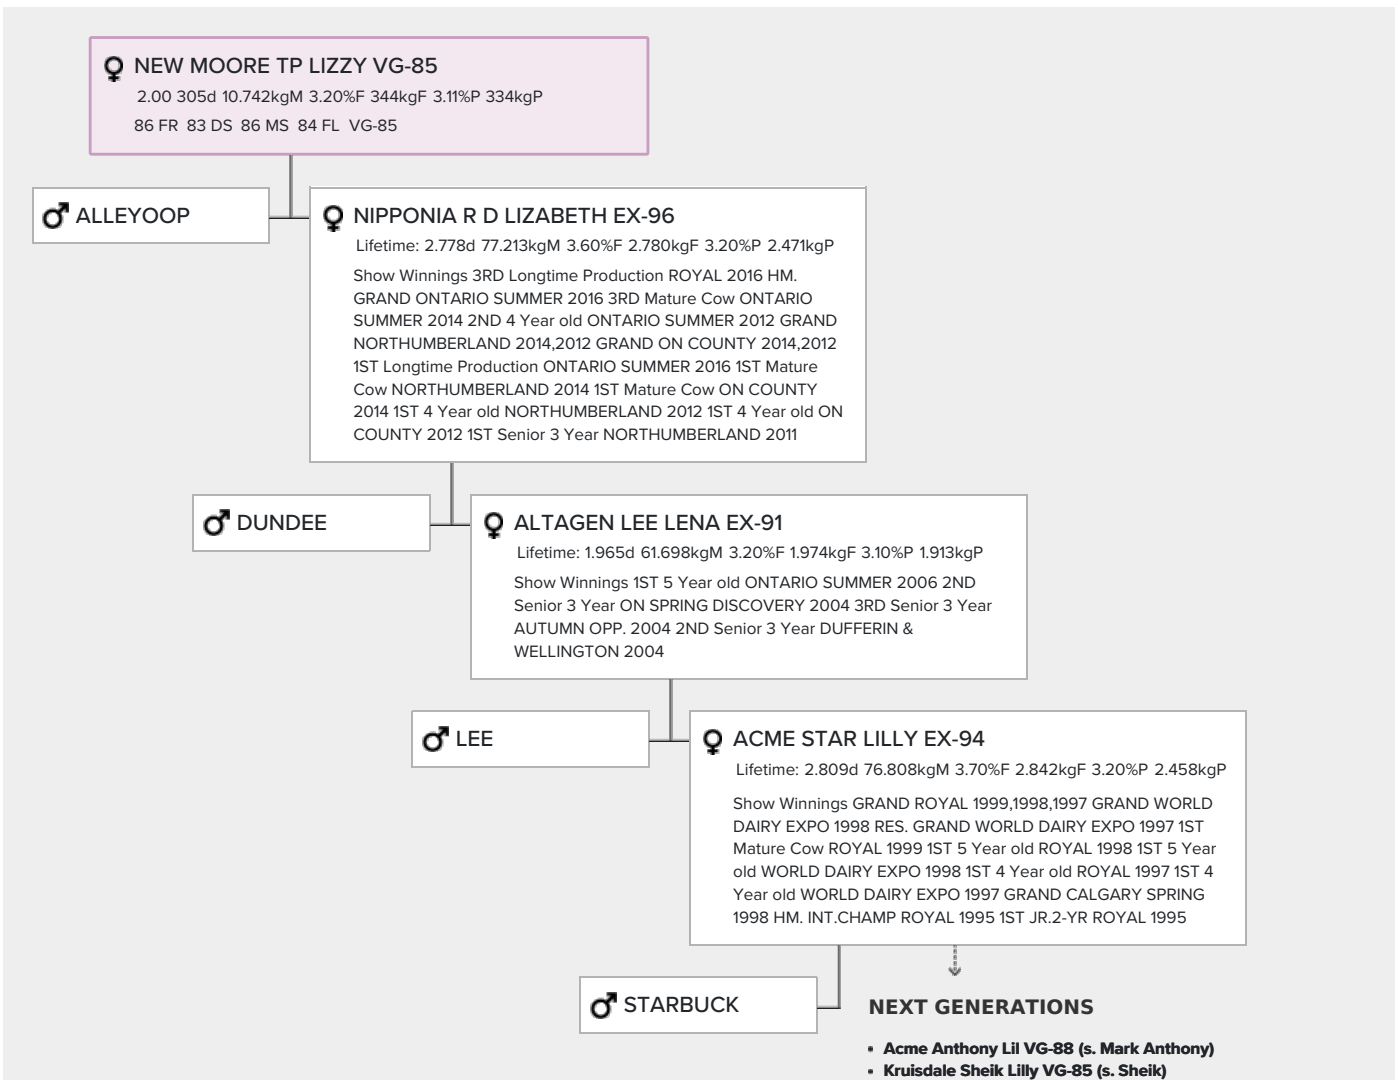 NEW MOORE TP LIZZY VG-85
2.00 305d 10.742kgM 3.20%F 344kgF 3.11%P 334kgP
86 FR 83 DS 86 MS 84 FL VG-85
ALLEYOOP
NIPPONIA R D LIZABETH EX-96
Lifetime: 2.778d 77.213kgM 3.60%F 2.780kgF 3.20%P 2.471kgP
Show Winnings 3RD Longtime Production ROYAL 2016 HM.
GRAND ONTARIO SUMMER 2016 3RD Mature Cow ONTARIO
SUMMER 2014 2ND 4 Year old ONTARIO SUMMER 2012 GRAND
NORTHUMBERLAND 2014,2012 GRAND ON COUNTY 2014,2012
1ST Longtime Production ONTARIO SUMMER 2016 1ST Mature
Cow NORTHUMBERLAND 2014 1ST Mature Cow ON COUNTY
2014 1ST 4 Year old NORTHUMBERLAND 2012 1ST 4 Year old ON
COUNTY 2012 1ST Senior 3 Year NORTHUMBERLAND 2011
DUNDEE
ALTAGEN LEE LENA EX-91
Lifetime: 1.965d 61.698kgM 3.20%F 1.974kgF 3.10%P 1.913kgP
Show Winnings 1ST 5 Year old ONTARIO SUMMER 2006 2ND
Senior 3 Year ON SPRING DISCOVERY 2004 3RD Senior 3 Year
AUTUMN OPP. 2004 2ND Senior 3 Year DUFFERIN &
WELLINGTON 2004
LEE
ACME STAR LILLY EX-94
Lifetime: 2.809d 76.808kgM 3.70%F 2.842kgF 3.20%P 2.458kgP
Show Winnings GRAND ROYAL 1999,1998,1997 GRAND WORLD
DAIRY EXPO 1998 RES. GRAND WORLD DAIRY EXPO 1997 1ST
Mature Cow ROYAL 1999 1ST 5 Year old ROYAL 1998 1ST 5 Year
old WORLD DAIRY EXPO 1998 1ST 4 Year old ROYAL 1997 1ST 4
Year old WORLD DAIRY EXPO 1997 GRAND CALGARY SPRING
1998 HM. INT.CHAMP ROYAL 1995 1ST JR.2-YR ROYAL 1995
STARBUCK
NEXT GENERATIONS
• Acme Anthony Lil VG-88 (s. Mark Anthony)
• Kruisdale Sheik Lilly VG-85 (s. Sheik)